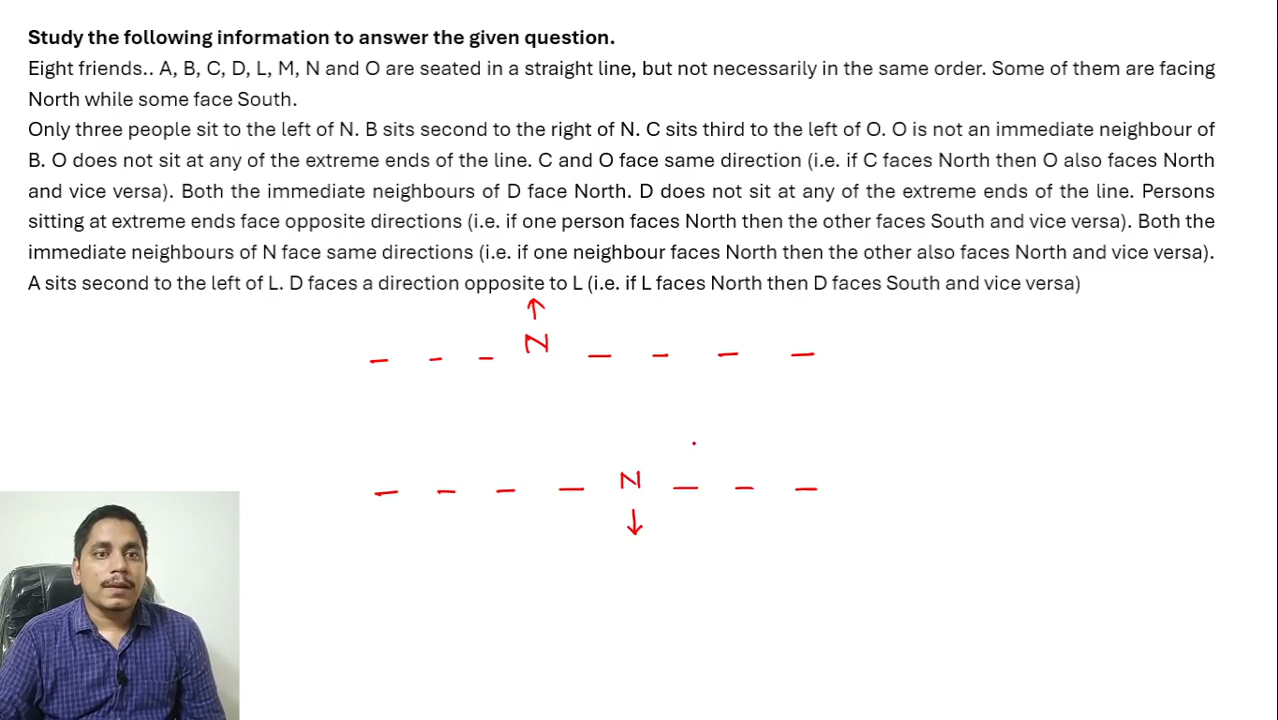 Study the following information to answer the given question.
Eight friends.. A, B, C, D, L, M, N and O are seated in a straight line, but not necessarily in the same order. Some of them are facing
North while some face South.
Only three people sit to the left of N. B sits second to the right of N. C sits third to the left of O. O is not an immediate neighbour of
B. O does not sit at any of the extreme ends of the line. C and O face same direction (i.e. if C faces North then O also faces North
and vice versa). Both the immediate neighbours of D face North. D does not sit at any of the extreme ends of the line. Persons
sitting at extreme ends face opposite directions (i.e. if one person faces North then the other faces South and vice versa). Both the
immediate neighbours of N face same directions (i.e. if one neighbour faces North then the other also faces North and vice versa).
A sits second to the left of L. D faces a direction opposite to L (i.e. if L faces North then D faces South and vice versa)
N
N